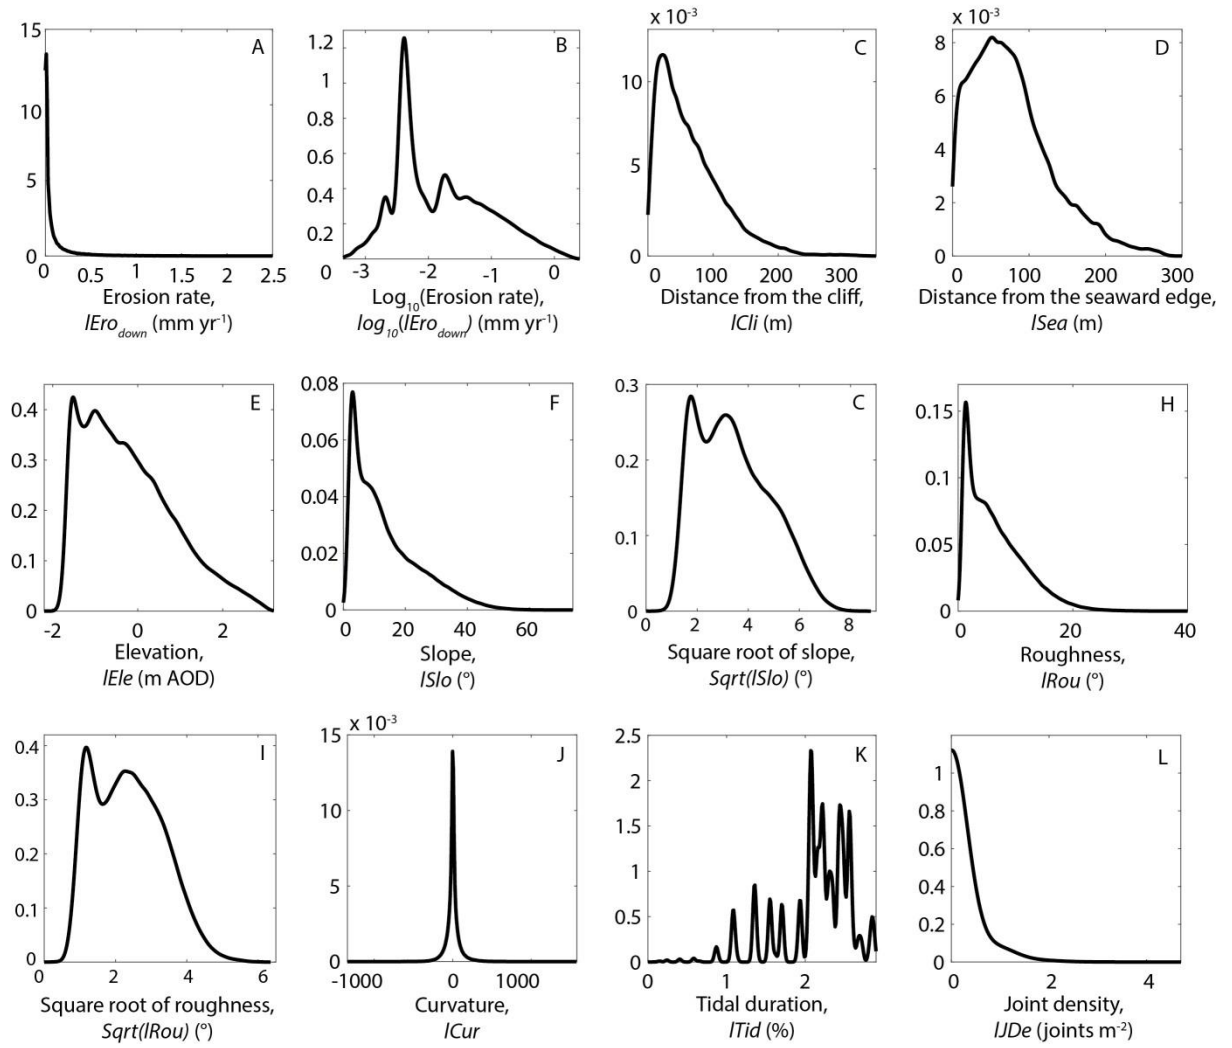 A
15
10
5
0
0 0.5 1 1.5 2 2.5
Erosion rate,
lEro_down (mm yr⁻¹)
B
1.2
1
0.8
0.6
0.4
0.2
0
-3 -2 -1 0
Log₁₀(Erosion rate),
log₁₀(lEro_down) (mm yr⁻¹)
x 10⁻³
C
10
5
0
0 100 200 300
Distance from the cliff,
lCli (m)
x 10⁻³
D
8
6
4
2
0
0 100 200 300
Distance from the seaward edge,
lSea (m)
E
0.4
0.3
0.2
0.1
0
-2 0 2
Elevation,
lEle (m AOD)
F
0.08
0.06
0.04
0.02
0
0 20 40 60
Slope,
lSlo (°)
C
0.3
0.2
0.1
0
0 2 4 6 8
Square root of slope,
Sqrt(lSlo) (°)
H
0.15
0.1
0.05
0
0 20 40
Roughness,
lRou (°)
I
0.4
0.3
0.2
0.1
0
0 2 4 6
Square root of roughness,
Sqrt(lRou) (°)
x 10⁻³
J
15
10
5
0
-1000 0 1000
Curvature,
lCur
K
2.5
2
1.5
1
0.5
0
0 1 2
Tidal duration,
lTid (%)
L
1
0.8
0.6
0.4
0.2
0
0 2 4
Joint density,
lJDe (joints m⁻²)